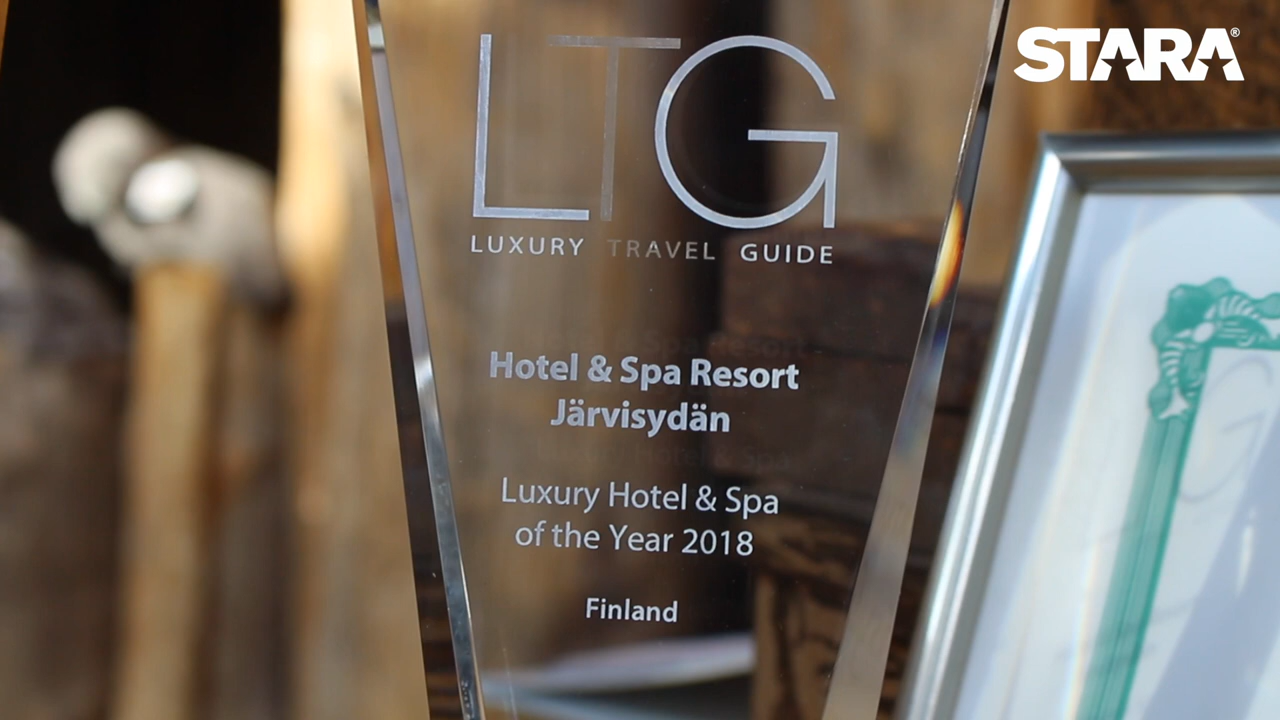 STARA®
LTG
LUXURY TRAVEL GUIDE
Hotel & Spa Resort
Järvisydän
Luxury Hotel & Spa
of the Year 2018
Finland